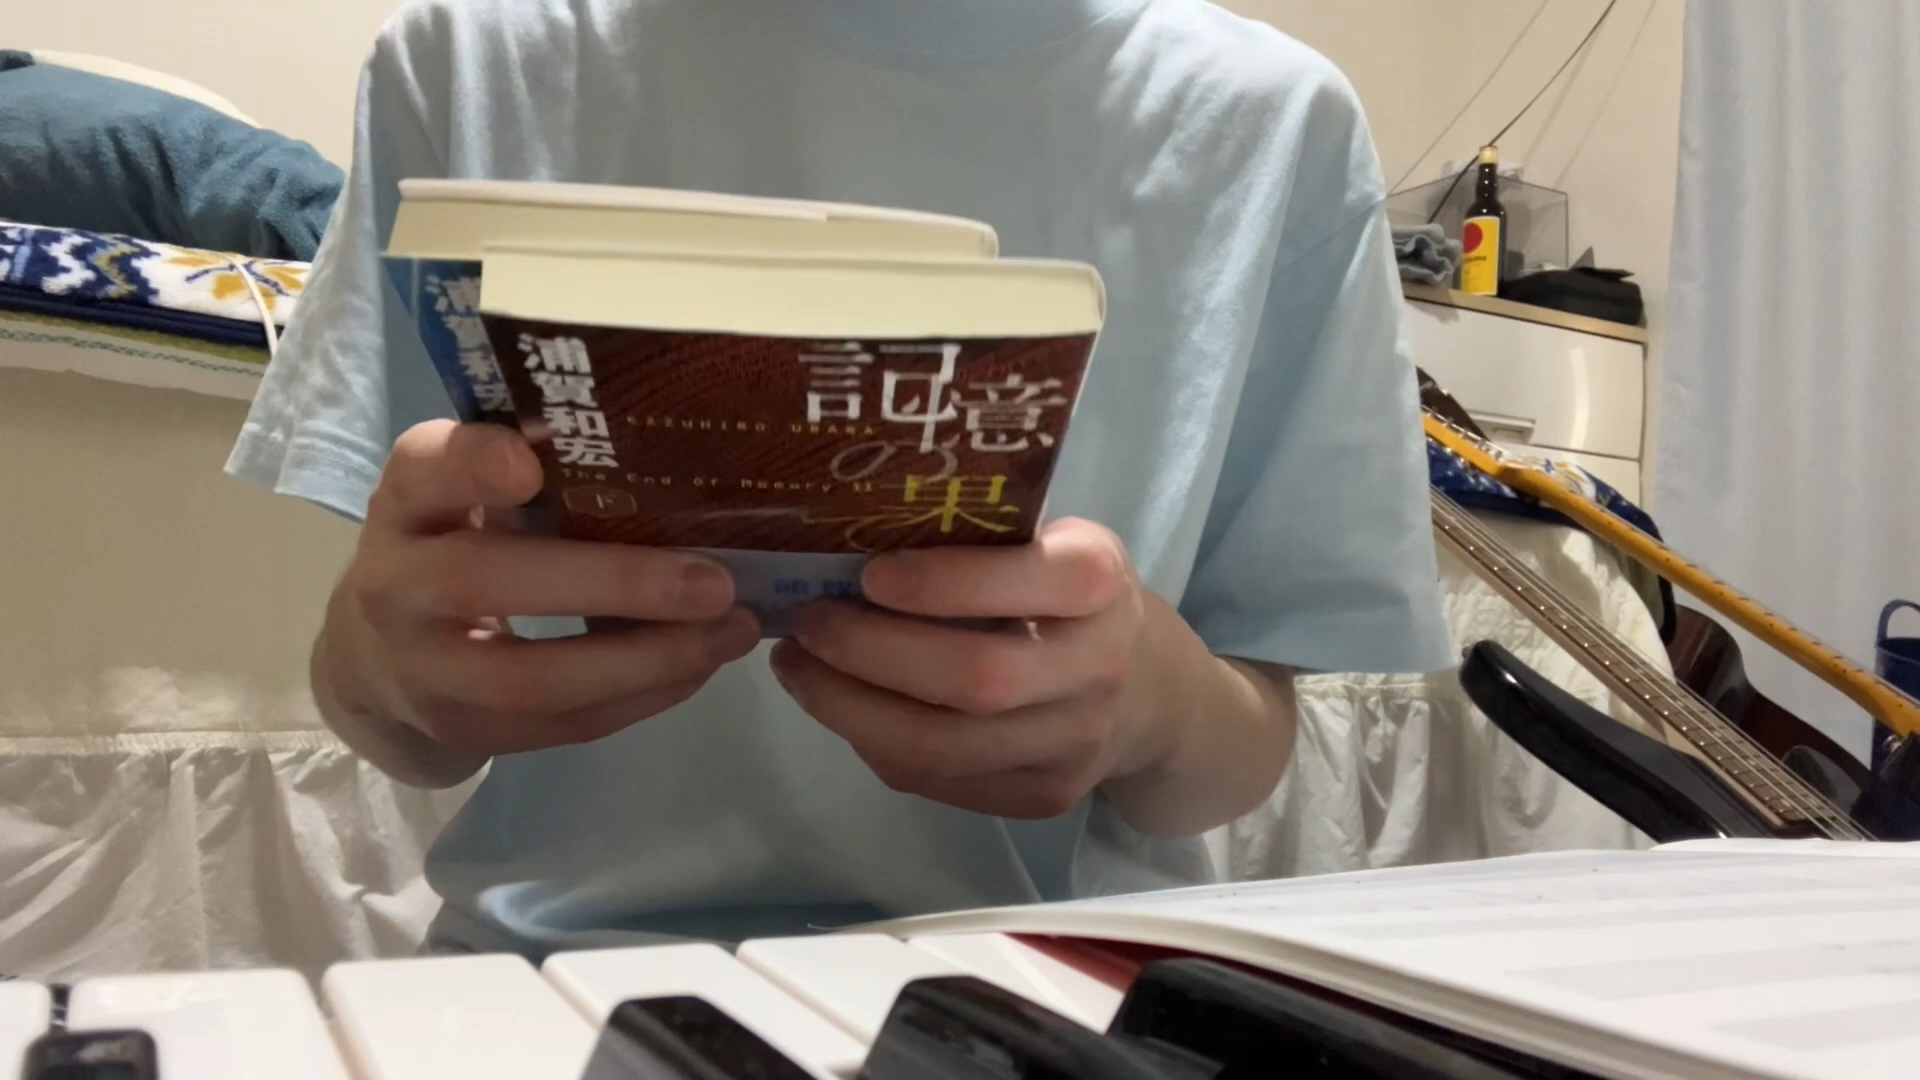 浦賀和宏
記憶の果て
KAZUHIRO URAGA
The End Of Memory II
下
浦賀和宏